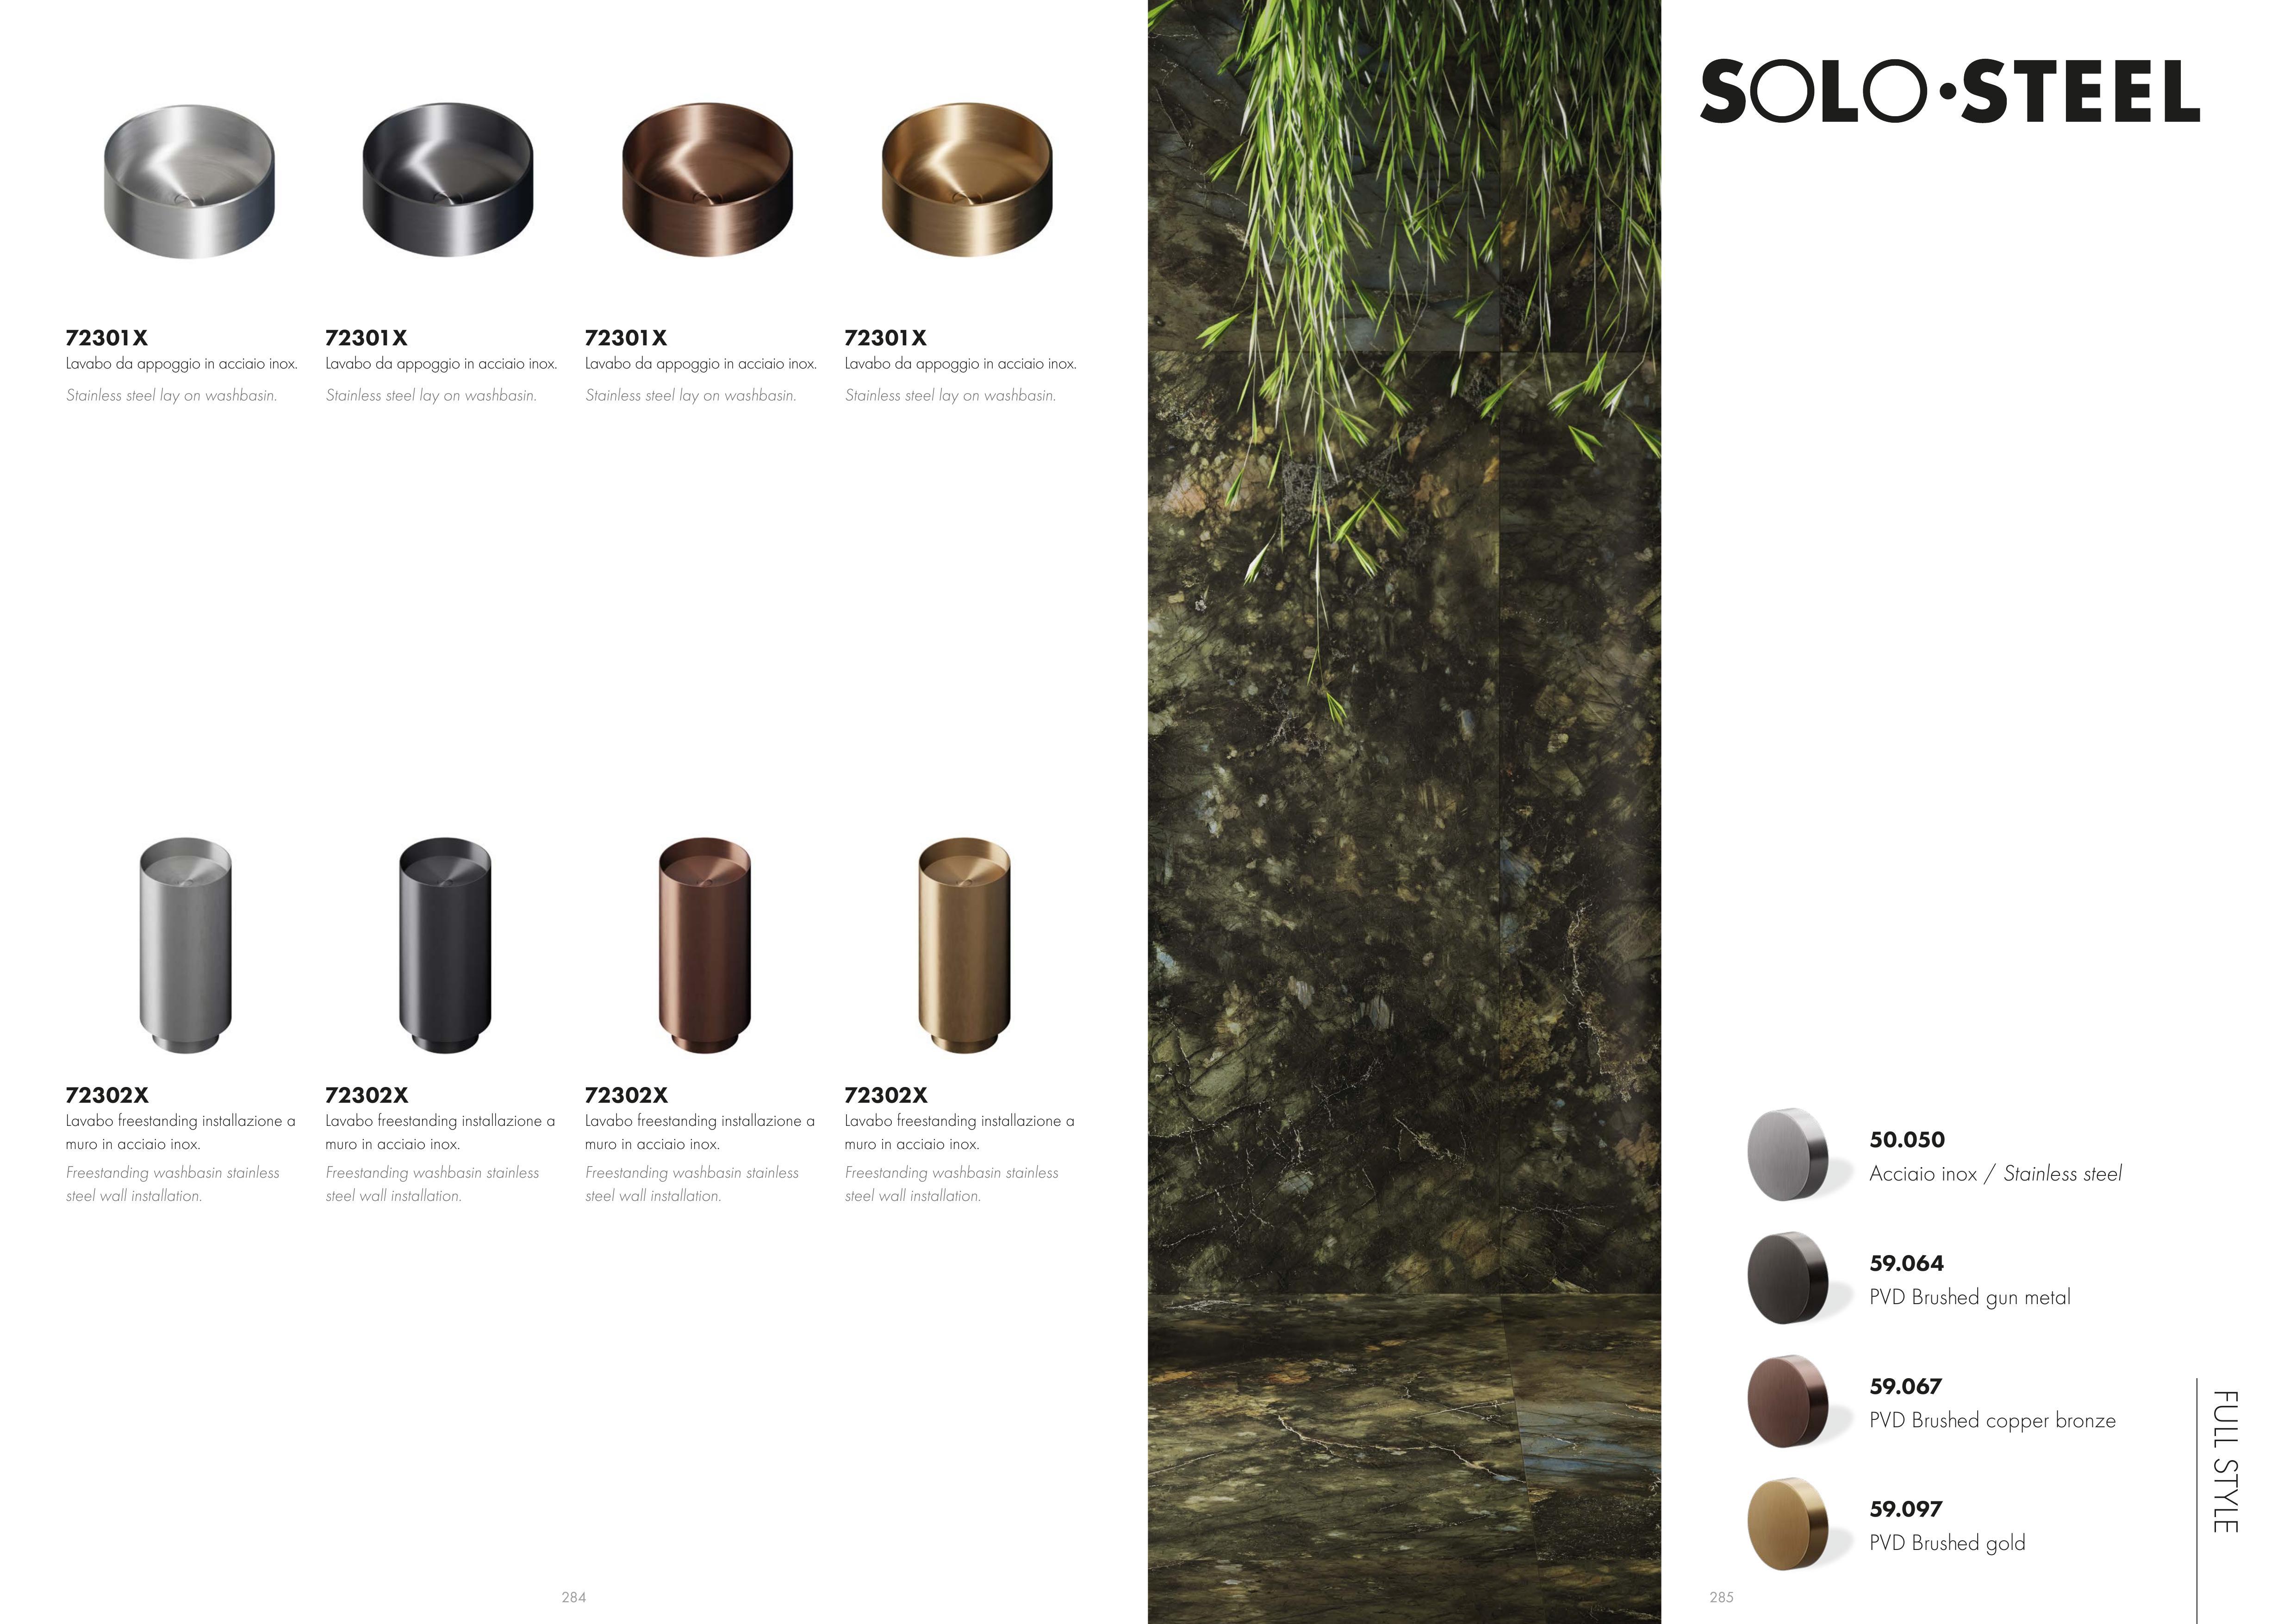 72301X
Lavabo da appoggio in acciaio inox.
Stainless steel lay on washbasin.
72301X
Lavabo da appoggio in acciaio inox.
Stainless steel lay on washbasin.
72301X
Lavabo da appoggio in acciaio inox.
Stainless steel lay on washbasin.
72301X
Lavabo da appoggio in acciaio inox.
Stainless steel lay on washbasin.
72302X
Lavabo freestanding installazione a
muro in acciaio inox.
Freestanding washbasin stainless
steel wall installation.
72302X
Lavabo freestanding installazione a
muro in acciaio inox.
Freestanding washbasin stainless
steel wall installation.
72302X
Lavabo freestanding installazione a
muro in acciaio inox.
Freestanding washbasin stainless
steel wall installation.
72302X
Lavabo freestanding installazione a
muro in acciaio inox.
Freestanding washbasin stainless
steel wall installation.
284
SOLO•STEEL
50.050
Acciaio inox / Stainless steel
59.064
PVD Brushed gun metal
59.067
PVD Brushed copper bronze
59.097
PVD Brushed gold
FULL STYLE
285